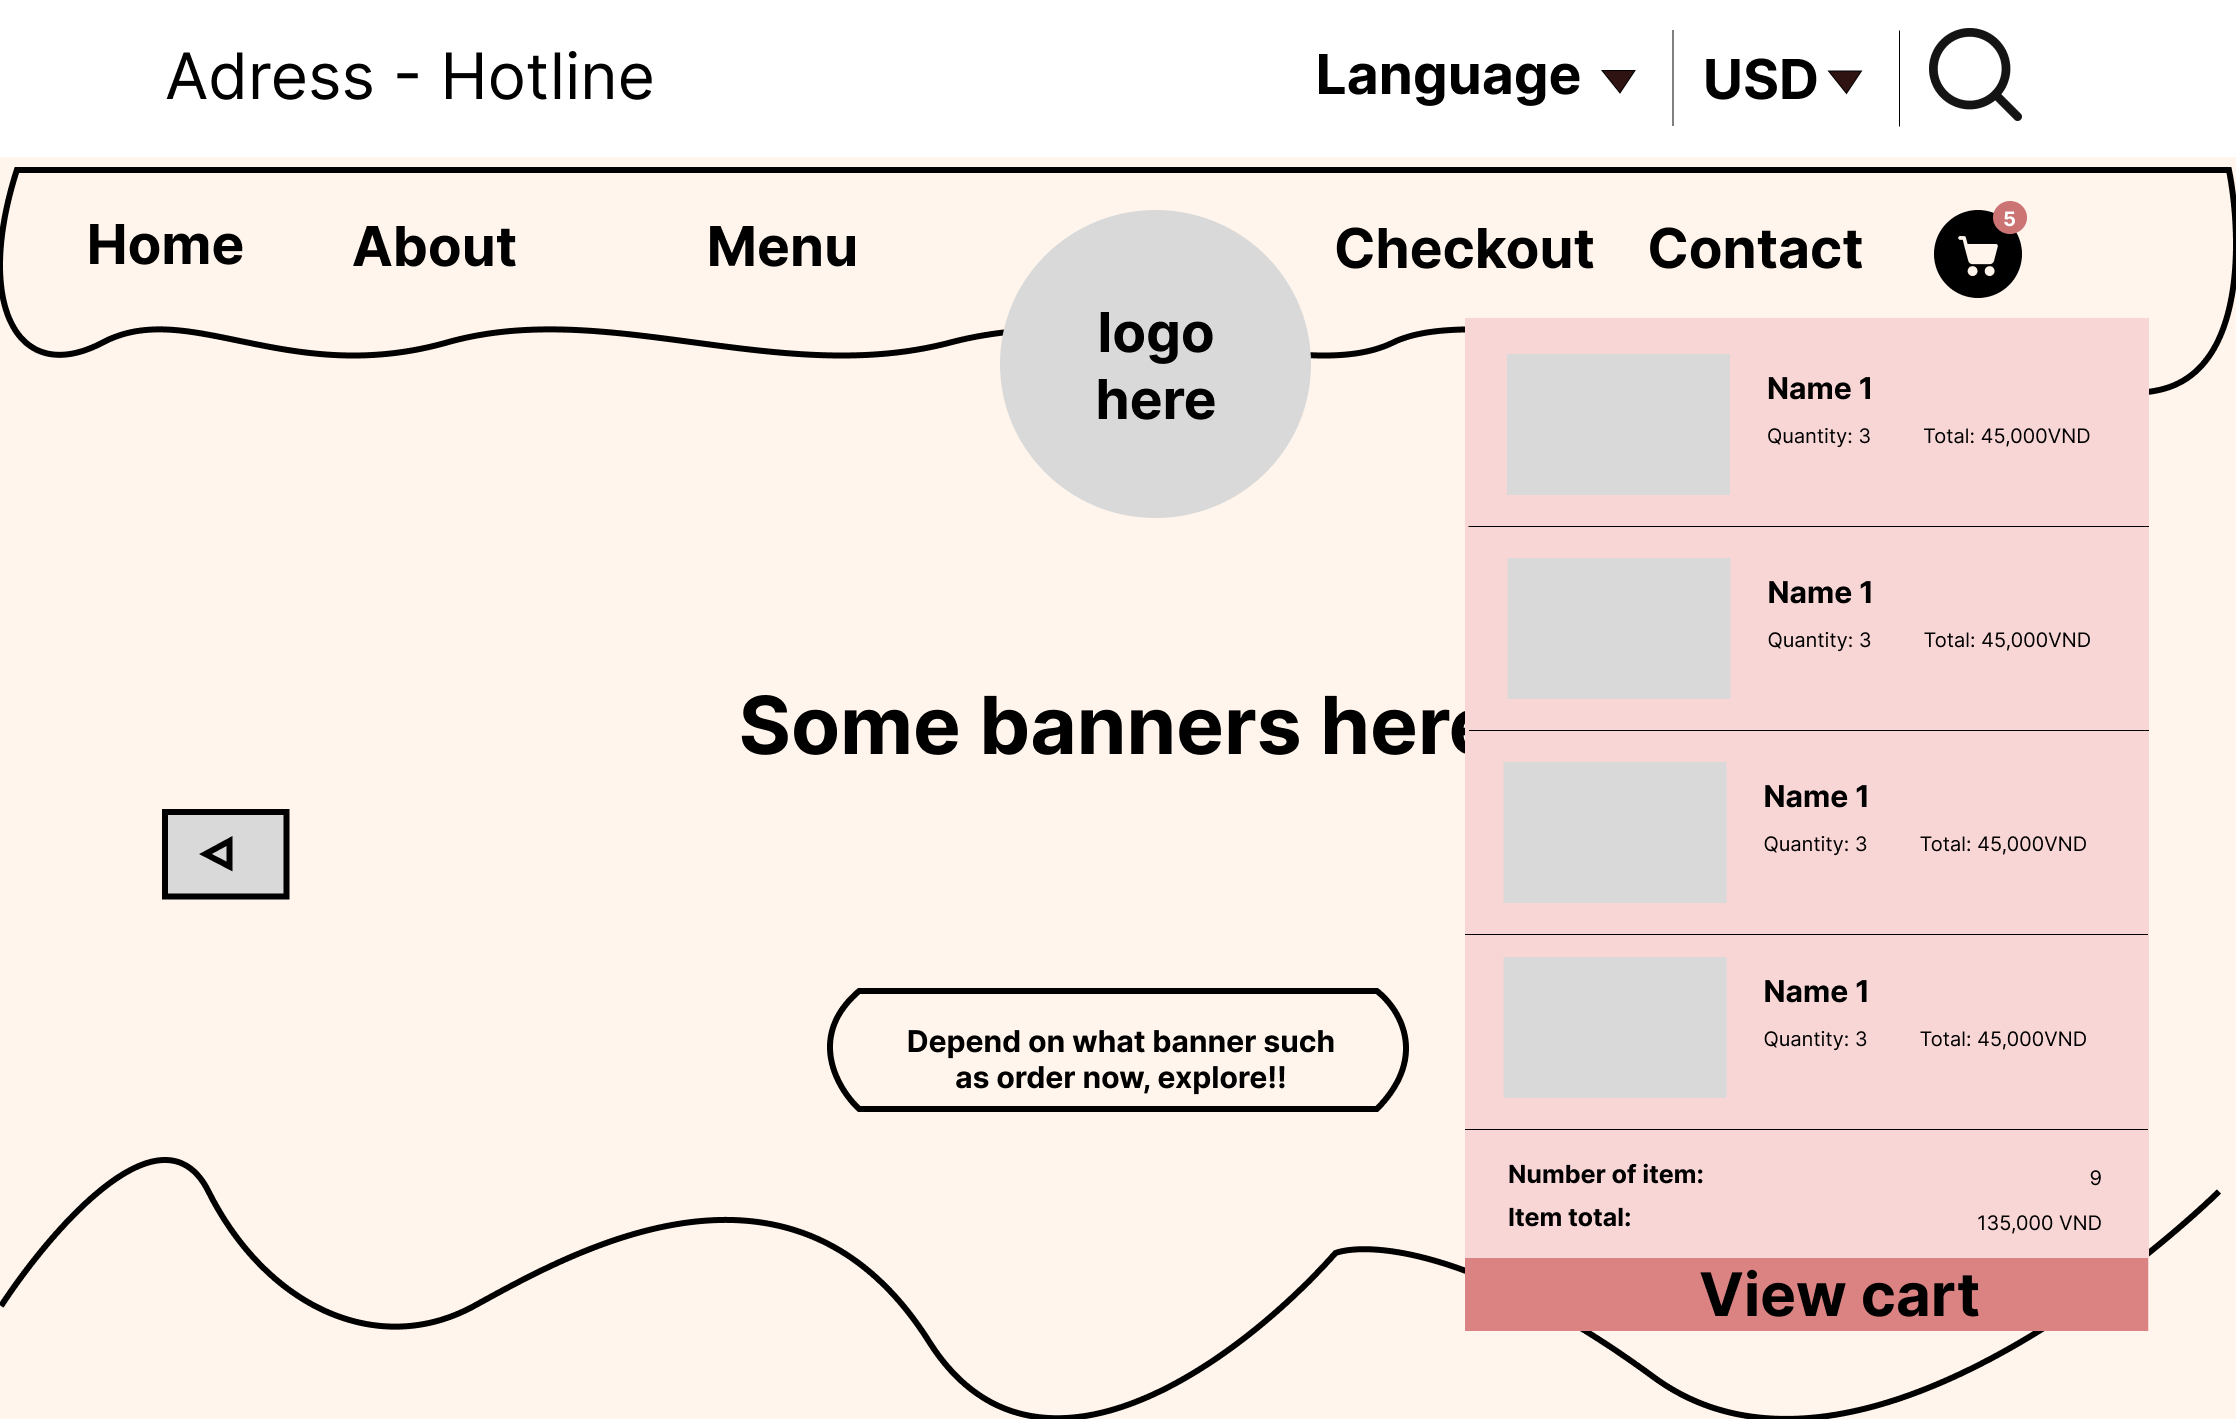 Adress - Hotline
Language
USD
Home
About
Menu
logo
here
Checkout
Contact
5
Name 1
Quantity: 3
Total: 45,000VND
Name 1
Quantity: 3
Total: 45,000VND
Some banners here
Name 1
Quantity: 3
Total: 45,000VND
Name 1
Quantity: 3
Total: 45,000VND
Depend on what banner such
as order now, explore!!
Number of item:
9
Item total:
135,000 VND
View cart